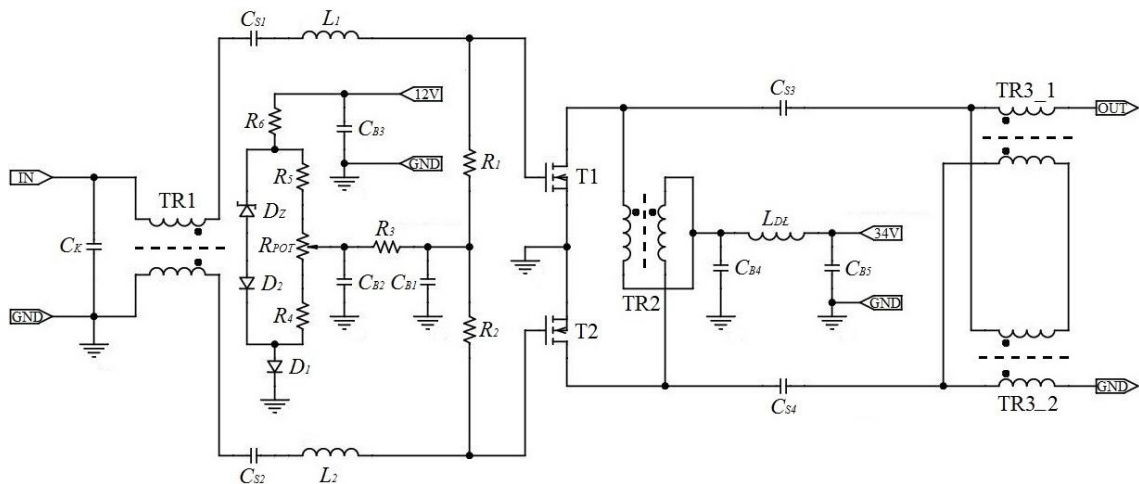 CS1 L1
TR3_1
CS3
12V
OUT
R6
CB3
R1
GND
IN
TR1
R5
T1
DZ
LDŁ
CK
RPOT
R3
34V
D2
CB2
CB1
CB4
CB5
GND
TR2
GND
R4
R2
T2
D1
GND
CS4
TR3_2
CS2
L2